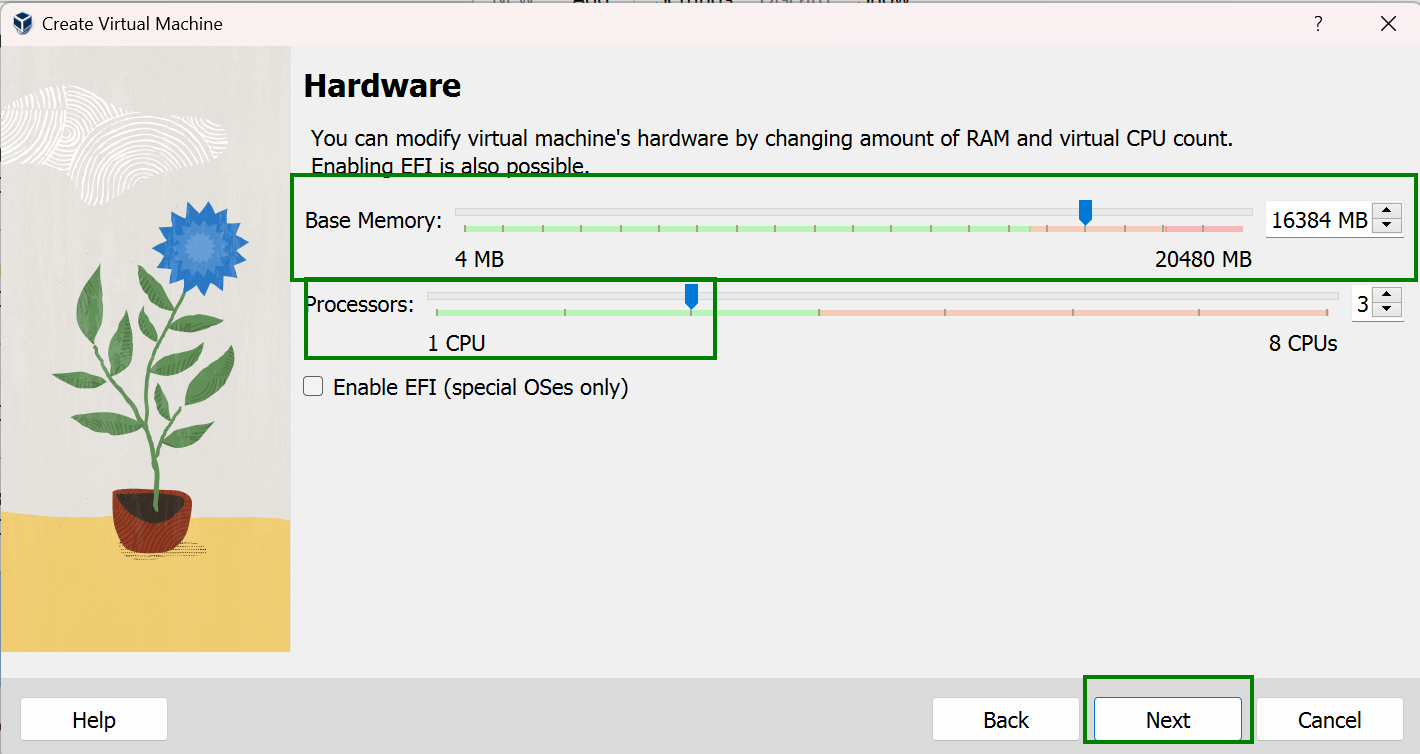 Create Virtual Machine
?
Hardware
You can modify virtual machine's hardware by changing amount of RAM and virtual CPU count.
Enabling EFI is also possible.
Base Memory:
16384 MB
4 MB
20480 MB
Processors:
3
1 CPU
8 CPUs
Enable EFI (special OSes only)
Help
Back
Next
Cancel